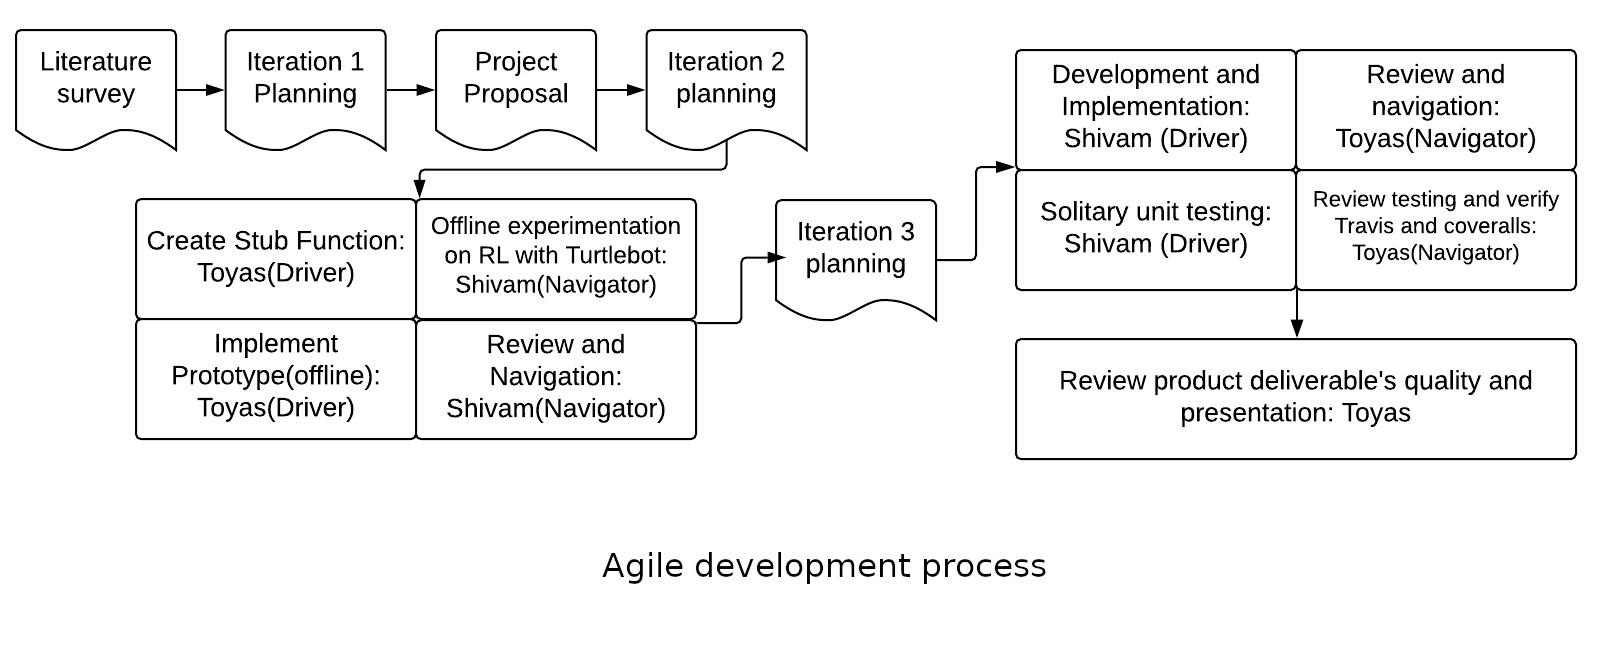 Literature
survey
Iteration 1
Planning
Project
Proposal
Iteration 2
planning
Create Stub Function:
Toyas(Driver)
Offline experimentation
on RL with Turtlebot:
Shivam(Navigator)
Implement
Prototype(offline):
Toyas(Driver)
Review and
Navigation:
Shivam(Navigator)
Iteration 3
planning
Development and
Implementation:
Shivam (Driver)
Review and
navigation:
Toyas(Navigator)
Solitary unit testing:
Shivam (Driver)
Review testing and verify
Travis and coveralls:
Toyas(Navigator)
Review product deliverable's quality and
presentation: Toyas
Agile development process